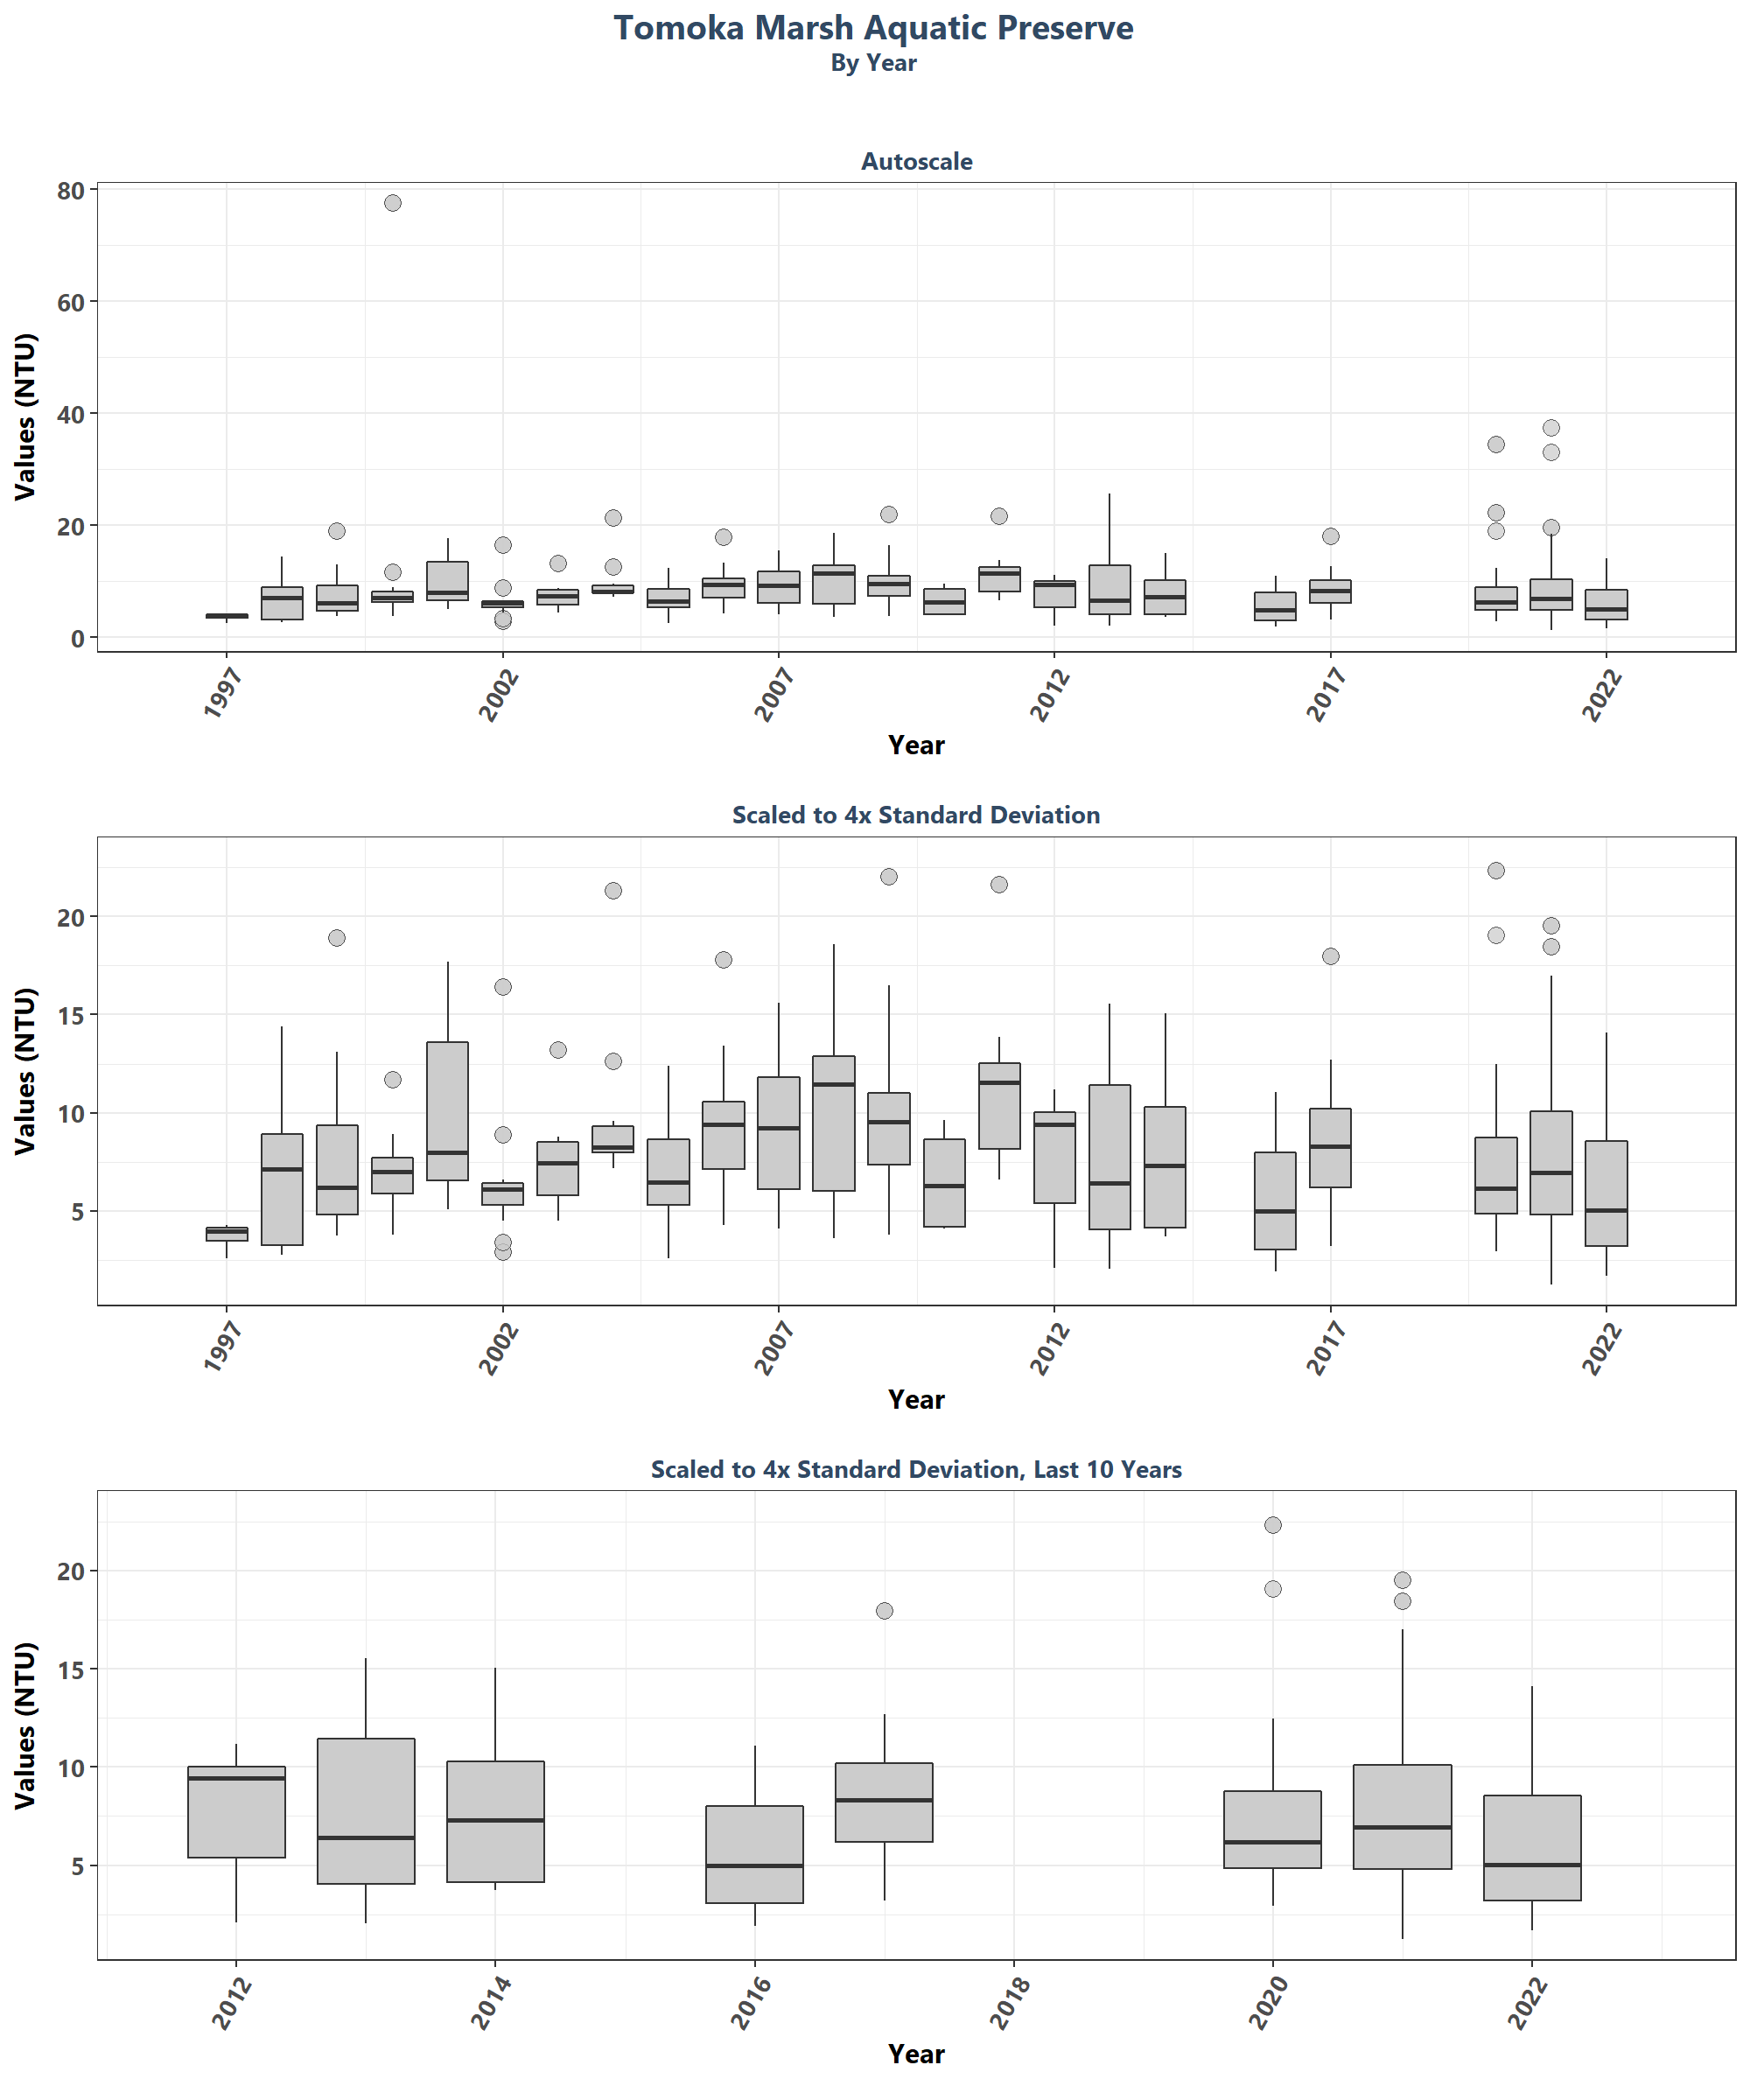 Tomoka Marsh Aquatic Preserve
By Year
Autoscale
Values (NTU)
80
60
40
20
0
1997 2002 2007 2012 2017 2022
Year
Scaled to 4x Standard Deviation
Values (NTU)
20
15
10
5
1997 2002 2007 2012 2017 2022
Year
Scaled to 4x Standard Deviation, Last 10 Years
Values (NTU)
20
15
10
5
2012 2014 2016 2018 2020 2022
Year